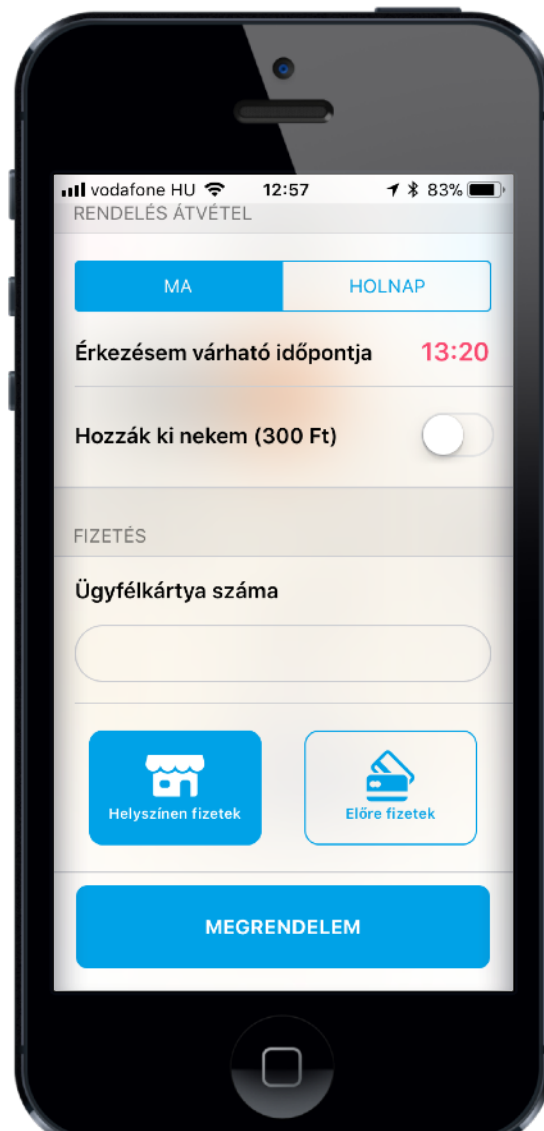 vodafone HU 12:57 83%
RENDELÉS ÁTVÉTEL
MA HOLNAP
Érkezésem várható időpontja 13:20
Hozzák ki nekem (300 Ft)
FIZETÉS
Ügyfélkártya száma
Helyszínen fizetek Előre fizetek
MEGRENDELEM